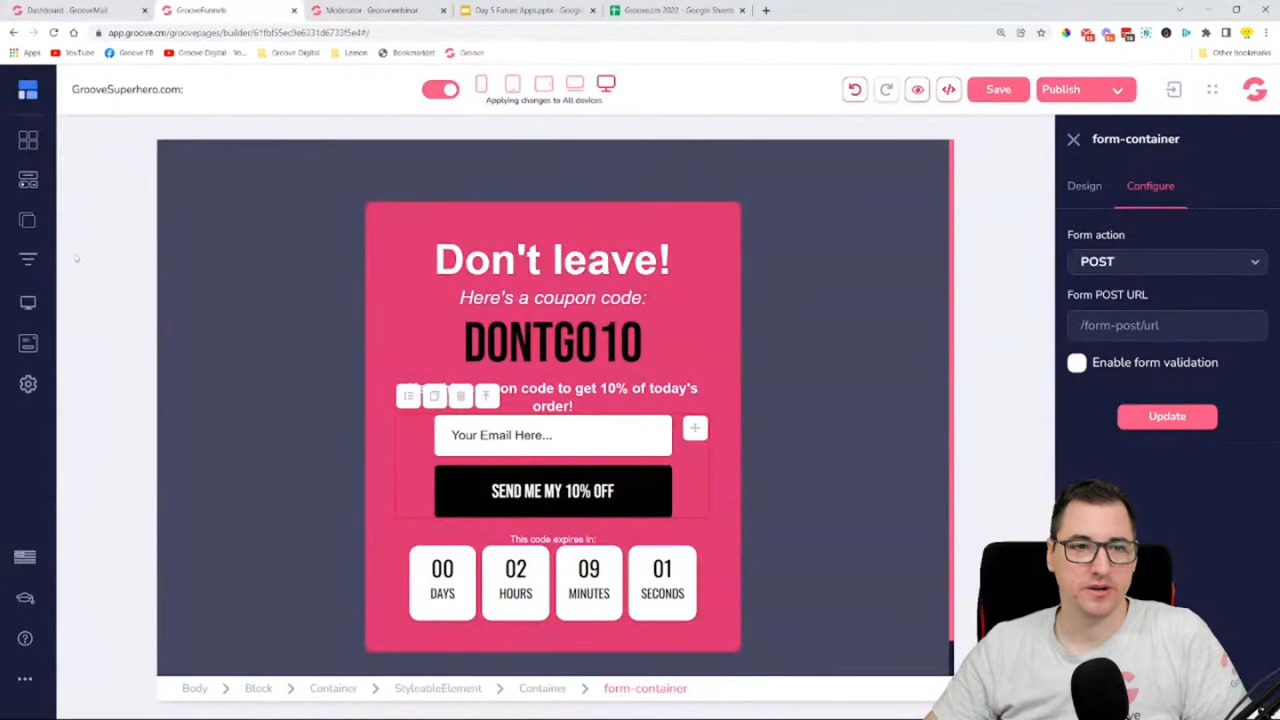 Dashboard - GrooveMail
GrooveFunnels
Moderator - Groovewebinar
Day 5 Future Apps.pptx - Google
Groove.cm 2022 - Google Sheets
app.groove.cm/groovepages/builder/61fbf55ec9e6331d6733f5e4#/
Apps
YouTube
Groove FB
Groove Digital - Yo...
Groove Digital
Lemon
Bookmarklet
Groove
Other bookmarks
GrooveSuperhero.com:
Applying changes to All devices
Save
Publish
form-container
Design
Configure
Form action
POST
Form POST URL
/form-post/url
Enable form validation
Update
Don't leave!
Here's a coupon code:
DONTGO10
on code to get 10% of today's
order!
Your Email Here...
SEND ME MY 10% OFF
This code expires in:
00 02 09 01
DAYS HOURS MINUTES SECONDS
Body > Block > Container > StyleableElement > Container > form-container